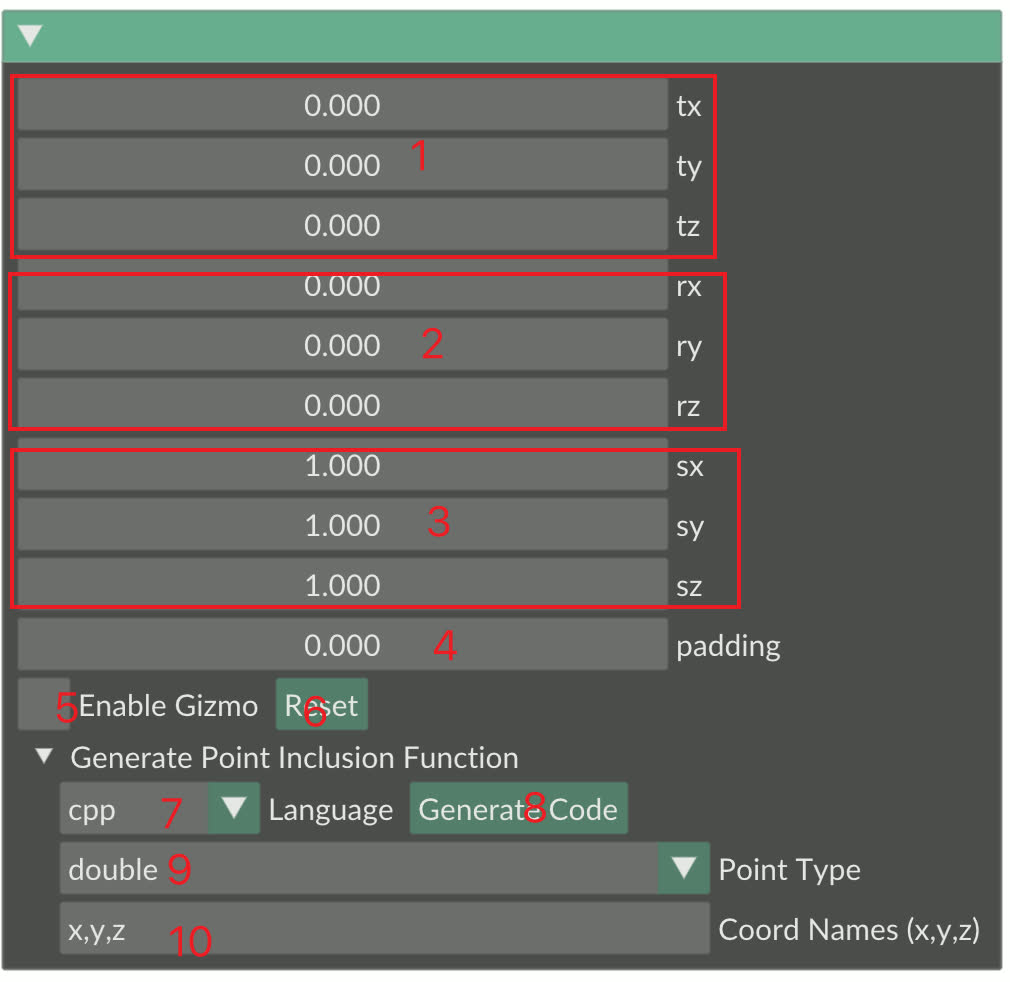 0.000 tx
1
0.000 ty
0.000 tz
0.000 rx
0.000 2 ry
0.000 rz
1.000 sx
1.000 3 sy
1.000 sz
0.000 4 padding
5 Enable Gizmo Reset 6
Generate Point Inclusion Function
cpp 7 Language Generate Code 8
double 9 Point Type
x,y,z 10 Coord Names (x,y,z)